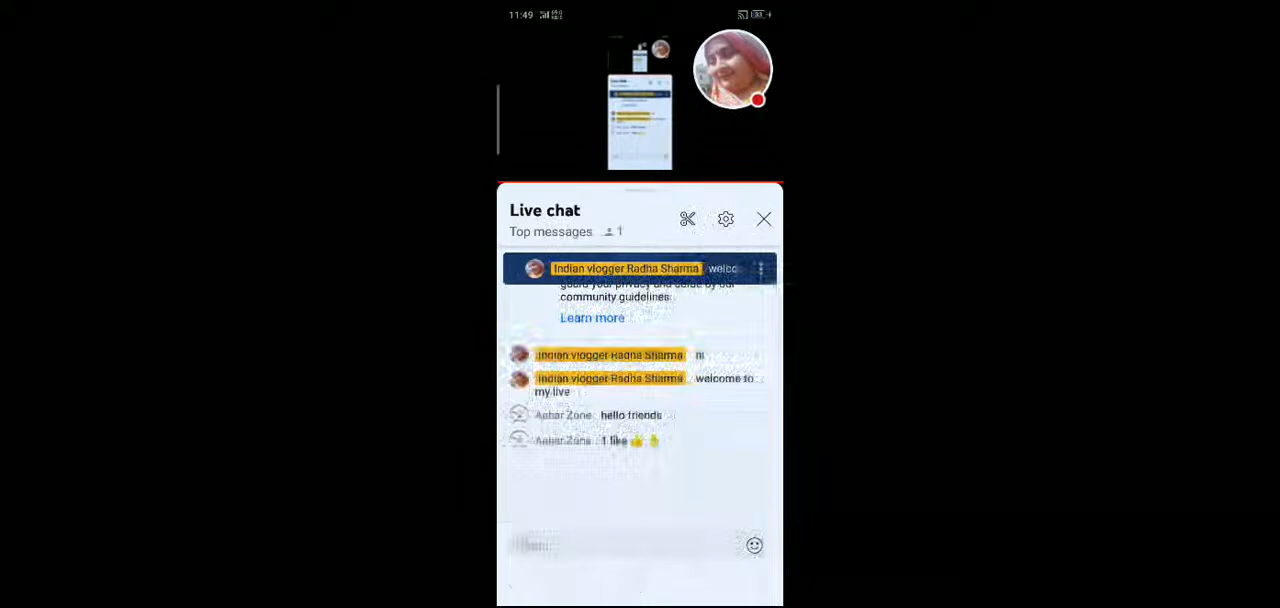 11:49
Live chat
Top messages 1
Indian vlogger Radha Sharma welc
guard your privacy and abide by our
community guidelines.
Learn more
Indian vlogger Radha Sharma
Indian vlogger Radha Sharma welcome to
my live
hello friends
1 like 👍👍